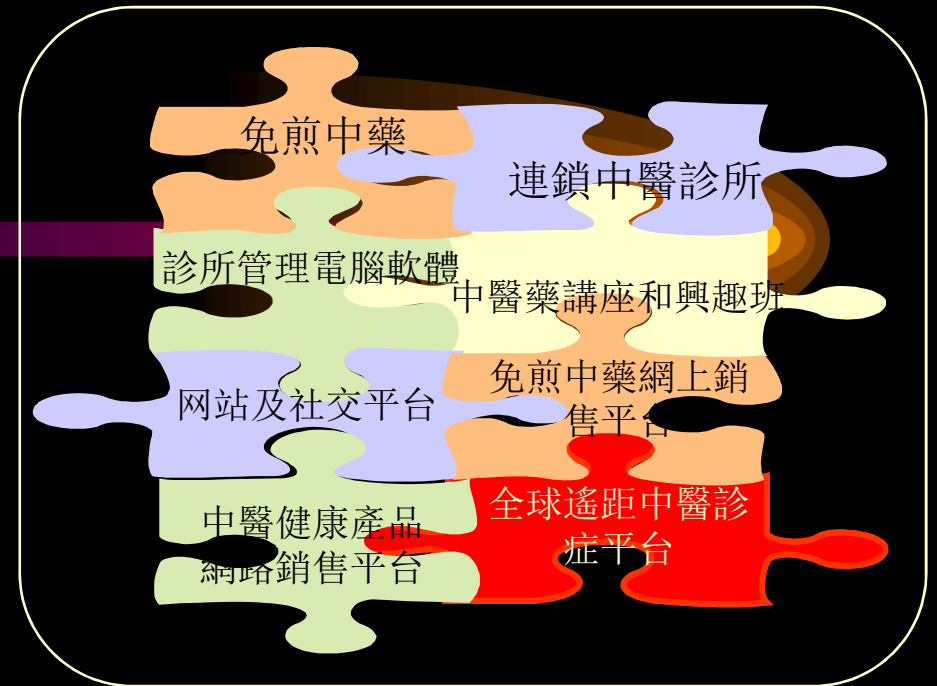 免煎中藥
連鎖中醫診所
診所管理電腦軟體
中醫藥講座和興趣班
网站及社交平台
免煎中藥網上銷
售平台
中醫健康產品
網路銷售平台
全球遙距中醫診
症平台